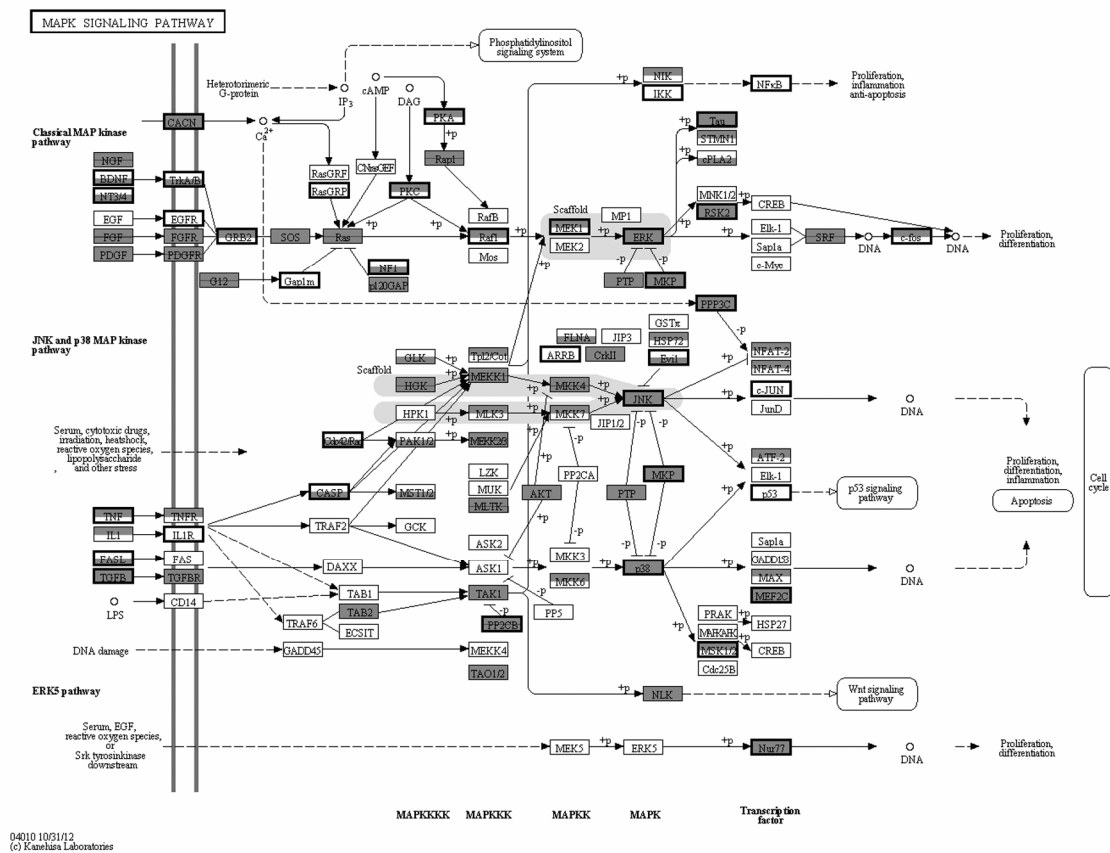 MAPK SIGNALING PATHWAY
Phosphatidylinositol
signaling system
Heterotorimeric
G-protein
IP3
cAMP
DAG
+p
NIK
IKK
NFκB
Proliferation,
inflammation
anti-apoptosis
CACN
Ca2+
PKA
+p
Rap1
Tau
STMN1
cPLA2
+p
Classical MAP kinase
pathway
NGF
BDNF
NT3/4
EGF
FGF
PDGF
TrkA/B
EGFR
FGFR
PDGFR
GRB2
SOS
Ras
RasGRF
RasGRP
CNrasGEF
PKC
+p
+p
RafB
Raf1
Mos
+p
Scaffold
MEK1
MEK2
MP1
+p
ERK
+p
+p
MNK1/2
RSK2
+p
CREB
Elk-1
Sap1a
c-Myc
SRF
DNA
c-fos
DNA
Proliferation,
differentiation
G12
Gap1m
NF1
p120GAP
-p
-p
PTP
MKP
PPP3C
-p
JNK and p38 MAP kinase
pathway
Scaffold
GLK
HGK
HPK1
+p
+p
+p
Tpl2/Cot
MEKK1
MLK3
MEKK2/3
+p
+p
FLNA
ARRB
JIP3
CrkII
GSTπ
HSP72
Evi1
MKK4
MKK7
+p
+p
JNK
JIP1/2
+p
NFAT-2
NFAT-4
c-JUN
JunD
DNA
Cdc42/Rac
PAK1/2
Serum, cytotoxic drugs,
irradiation, heatshock,
reactive oxygen species,
lipopolysaccharide
, and other stress
LZK
MUK
MLTK
+p
AKT
+p
PP2CA
-p
PTP
MKP
-p
-p
+p
+p
ATF-2
Elk-1
p53
p53 signaling
pathway
Proliferation,
differentiation,
inflammation
Apoptosis
Cell
cycle
CASP
MST1/2
TNF
IL1
FASL
TGFB
TNFR
IL1R
FAS
TGFBR
TRAF2
GCK
DAXX
ASK2
ASK1
MKK3
MKK6
+p
p38
+p
Sap1a
GADD153
MAX
MEF2C
DNA
LPS
CD14
TAB1
TAB2
TRAF6
ECSIT
TAK1
-p
PP2CB
PP5
+p
PRAK
MAPKAPK
MSK1/2
Cdc25B
+p
+p
HSP27
CREB
DNA damage
GADD45
MEKK4
TAO1/2
ERK5 pathway
+p
NLK
Wnt signaling
pathway
Serum, EGF,
reactive oxygen species,
or
Srk tyrosinkinase
downstream
MEK5
+p
ERK5
+p
Nur77
DNA
Proliferation,
differentiation
MAPKKKK
MAPKKK
MAPKK
MAPK
Transcription
factor
04010 10/31/12
(c) Kanehisa Laboratories